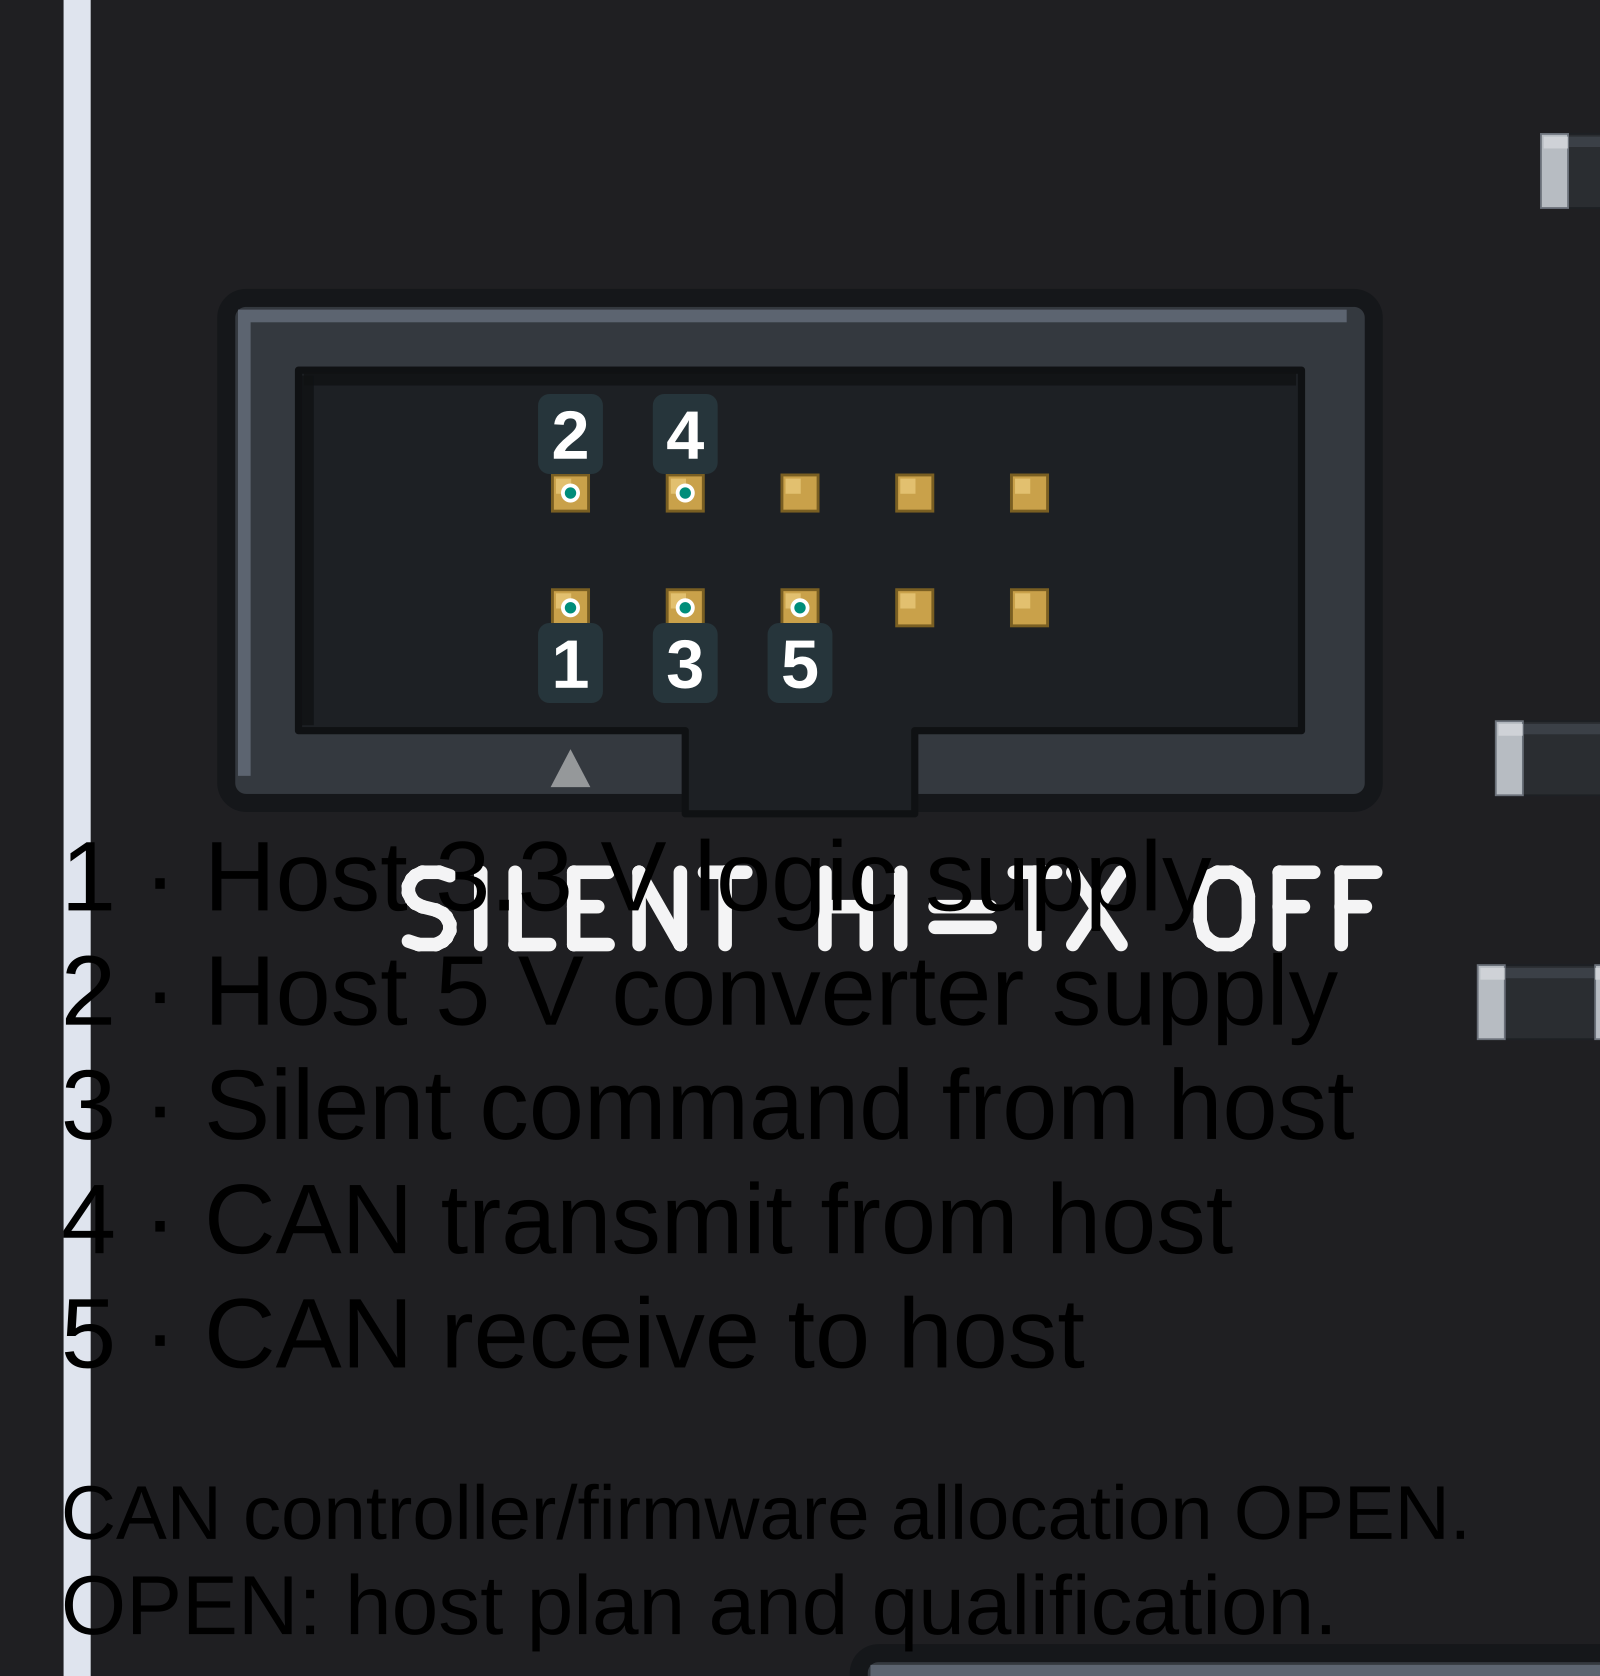 2 4
1 3 5
1 · Host 3.3 V logic supply
SILENT HI=TX OFF
2 · Host 5 V converter supply
3 · Silent command from host
4 · CAN transmit from host
5 · CAN receive to host
CAN controller/firmware allocation OPEN.
OPEN: host plan and qualification.